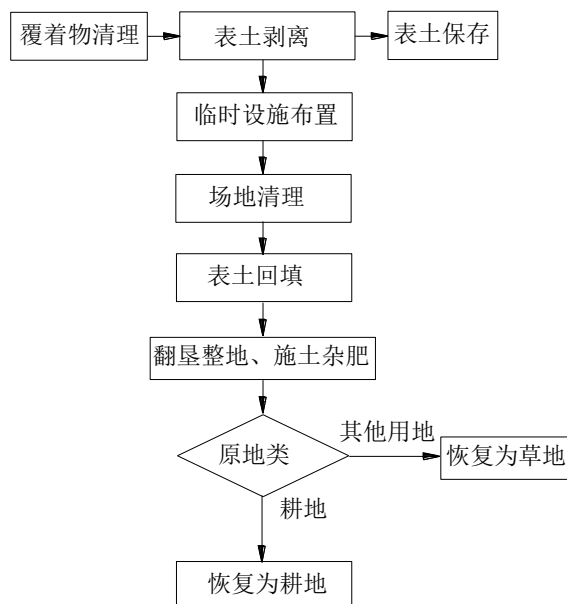 覆着物清理
表土剥离
表土保存
临时设施布置
场地清理
表土回填
翻垦整地、施土杂肥
原地类
其他用地
恢复为草地
耕地
恢复为耕地